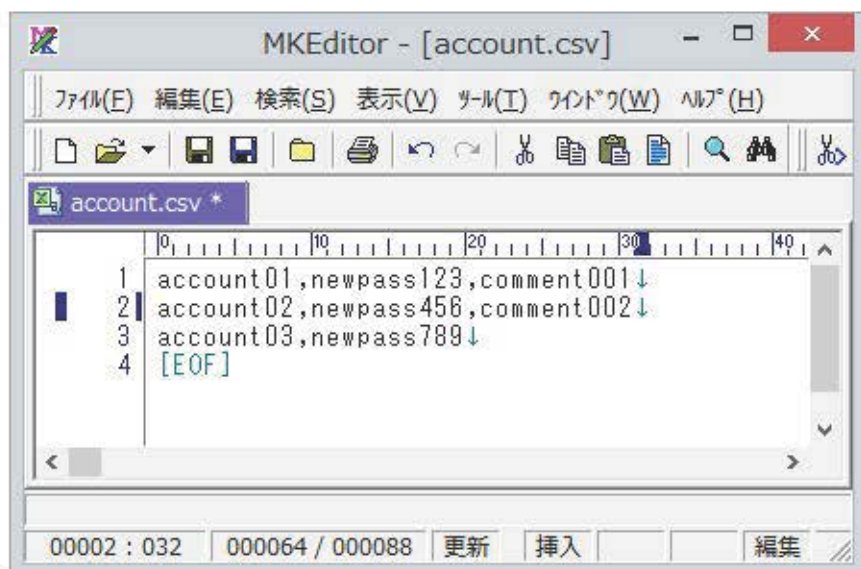 MKEditor - [account.csv]
ﾌｧｲﾙ(F) 編集(E) 検索(S) 表示(V) ﾂｰﾙ(T) ｳｲﾝﾄﾞｳ(W) ﾍﾙﾌﾟ(H)
account.csv *
0 10 20 30 40
1 account01,newpass123,comment001↓
2 account02,newpass456,comment002↓
3 account03,newpass789↓
4 [EOF]
00002 : 032 000064 / 000088 更新 挿入 編集